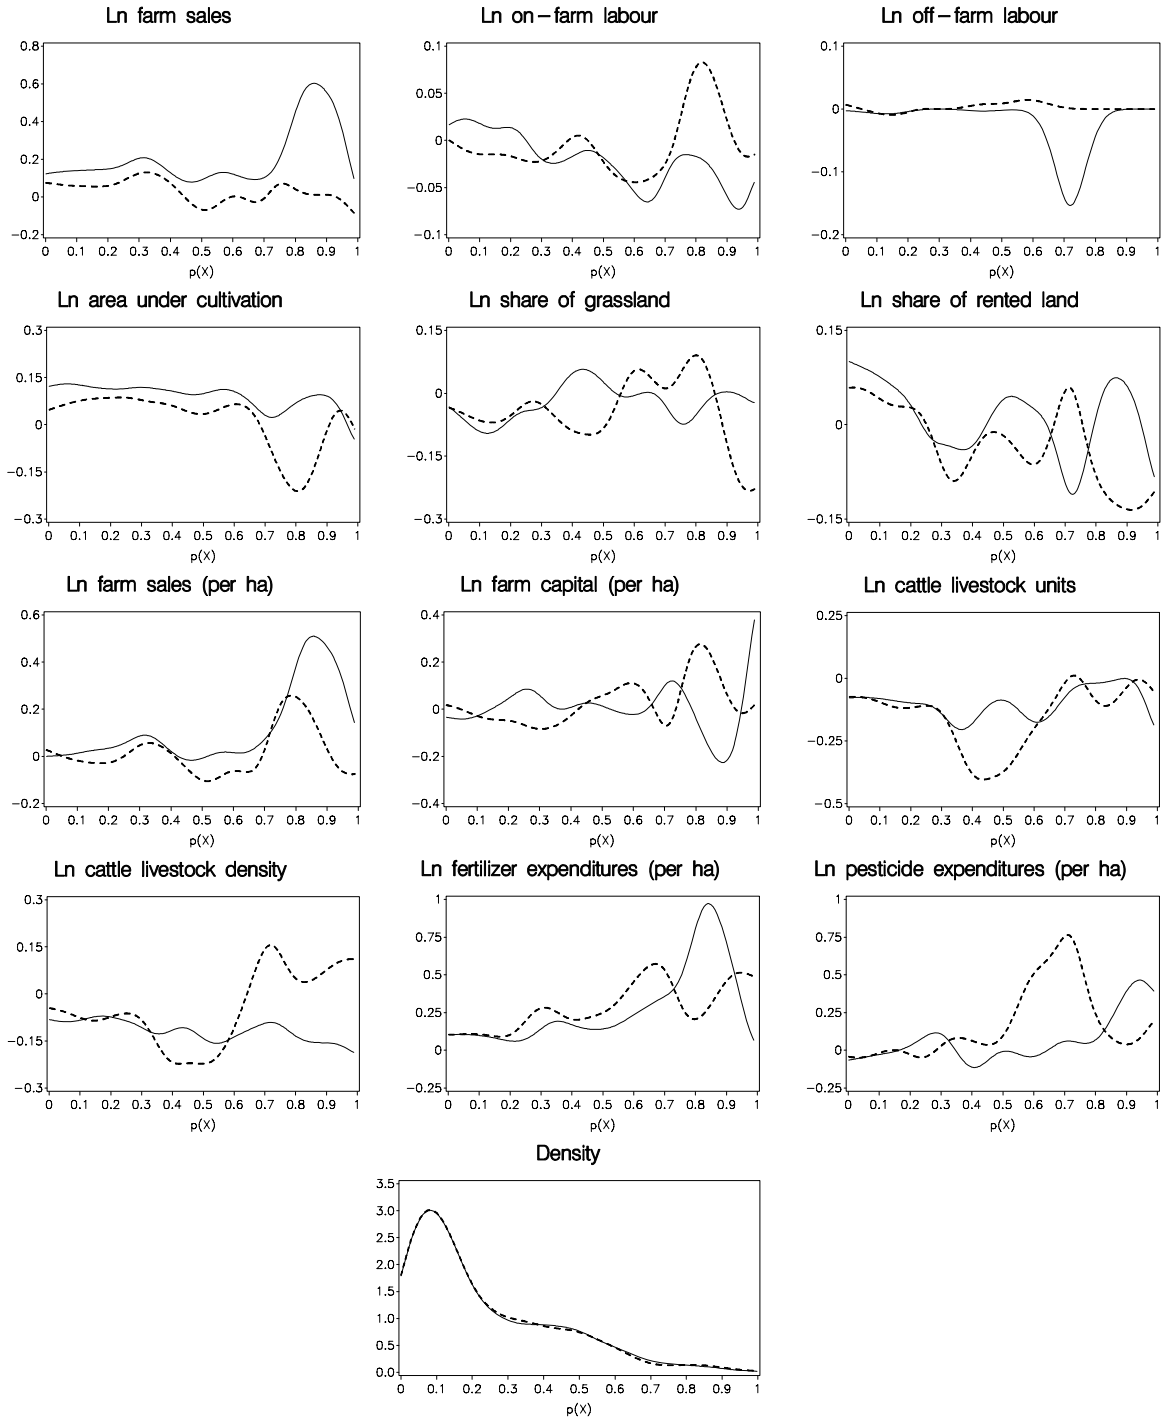 Ln farm sales
0.8
0.6
0.4
0.2
0
−0.2
0 0.1 0.2 0.3 0.4 0.5 0.6 0.7 0.8 0.9 1
p(X)
Ln on−farm labour
0.1
0.05
0
−0.05
−0.1
0 0.1 0.2 0.3 0.4 0.5 0.6 0.7 0.8 0.9 1
p(X)
Ln off−farm labour
0.1
0
−0.1
−0.2
0 0.1 0.2 0.3 0.4 0.5 0.6 0.7 0.8 0.9 1
p(X)
Ln area under cultivation
0.3
0.15
0
−0.15
−0.3
0 0.1 0.2 0.3 0.4 0.5 0.6 0.7 0.8 0.9 1
p(X)
Ln share of grassland
0.15
0
−0.15
−0.3
0 0.1 0.2 0.3 0.4 0.5 0.6 0.7 0.8 0.9 1
p(X)
Ln share of rented land
0.15
0
−0.15
0 0.1 0.2 0.3 0.4 0.5 0.6 0.7 0.8 0.9 1
p(X)
Ln farm sales (per ha)
0.6
0.4
0.2
0
−0.2
0 0.1 0.2 0.3 0.4 0.5 0.6 0.7 0.8 0.9 1
p(X)
Ln farm capital (per ha)
0.4
0.2
0
−0.2
−0.4
0 0.1 0.2 0.3 0.4 0.5 0.6 0.7 0.8 0.9 1
p(X)
Ln cattle livestock units
0.25
0
−0.25
−0.5
0 0.1 0.2 0.3 0.4 0.5 0.6 0.7 0.8 0.9 1
p(X)
Ln cattle livestock density
0.3
0.15
0
−0.15
−0.3
0 0.1 0.2 0.3 0.4 0.5 0.6 0.7 0.8 0.9 1
p(X)
Ln fertilizer expenditures (per ha)
1
0.75
0.5
0.25
0
−0.25
0 0.1 0.2 0.3 0.4 0.5 0.6 0.7 0.8 0.9 1
p(X)
Ln pesticide expenditures (per ha)
1
0.75
0.5
0.25
0
−0.25
0 0.1 0.2 0.3 0.4 0.5 0.6 0.7 0.8 0.9 1
p(X)
Density
3.5
3.0
2.5
2.0
1.5
1.0
0.5
0.0
0 0.1 0.2 0.3 0.4 0.5 0.6 0.7 0.8 0.9 1
p(X)